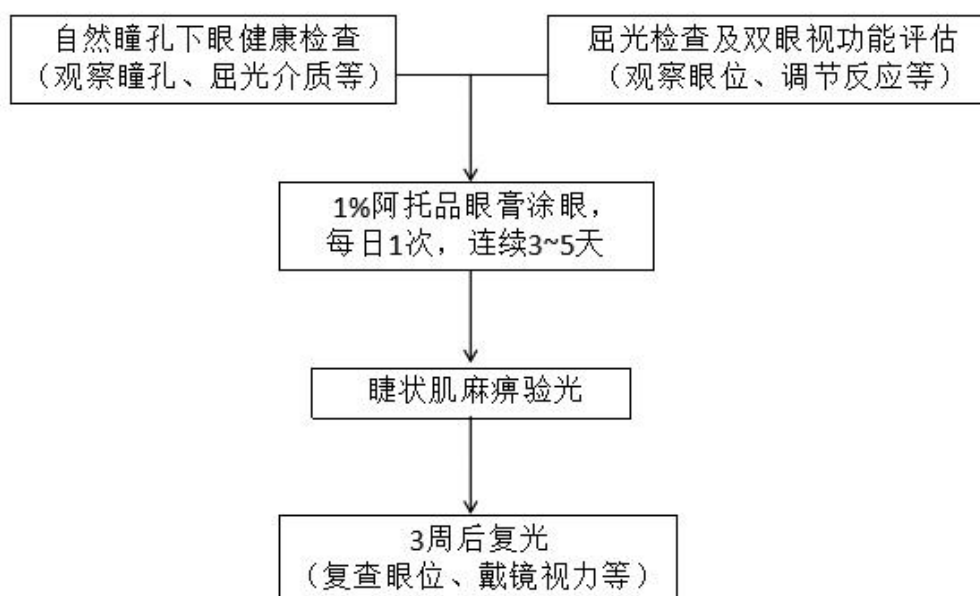 自然瞳孔下眼健康检查
（观察瞳孔、屈光介质等）
屈光检查及双眼视功能评估
（观察眼位、调节反应等）
1%阿托品眼膏涂眼，
每日1次，连续3~5天
睫状肌麻痹验光
3周后复光
（复查眼位、戴镜视力等）